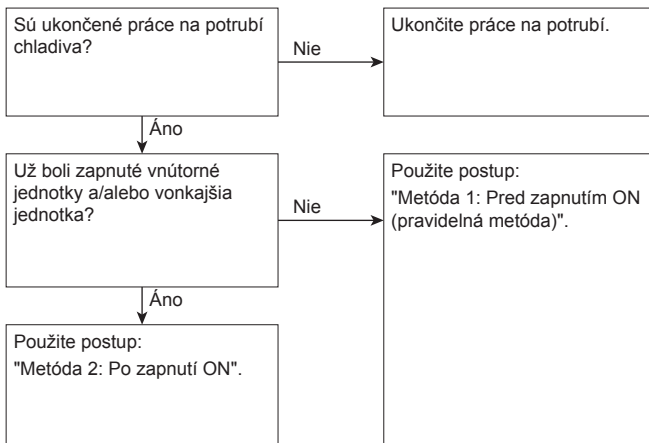 Sú ukončené práce na potrubí
chladiva?
Nie
Ukončite práce na potrubí.
Áno
Už boli zapnuté vnútorné
jednotky a/alebo vonkajšia
jednotka?
Nie
Použite postup:
"Metóda 1: Pred zapnutím ON
(pravidelná metóda)".
Áno
Použite postup:
"Metóda 2: Po zapnutí ON".